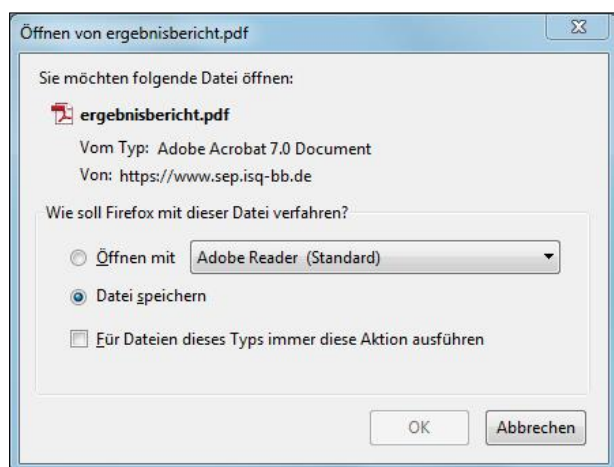 Öffnen von ergebnisbericht.pdf
Sie möchten folgende Datei öffnen:
ergebnisbericht.pdf
Vom Typ: Adobe Acrobat 7.0 Document
Von: https://www.sep.isq-bb.de
Wie soll Firefox mit dieser Datei verfahren?
Öffnen mit Adobe Reader (Standard)
Datei speichern
Für Dateien dieses Typs immer diese Aktion ausführen
OK Abbrechen